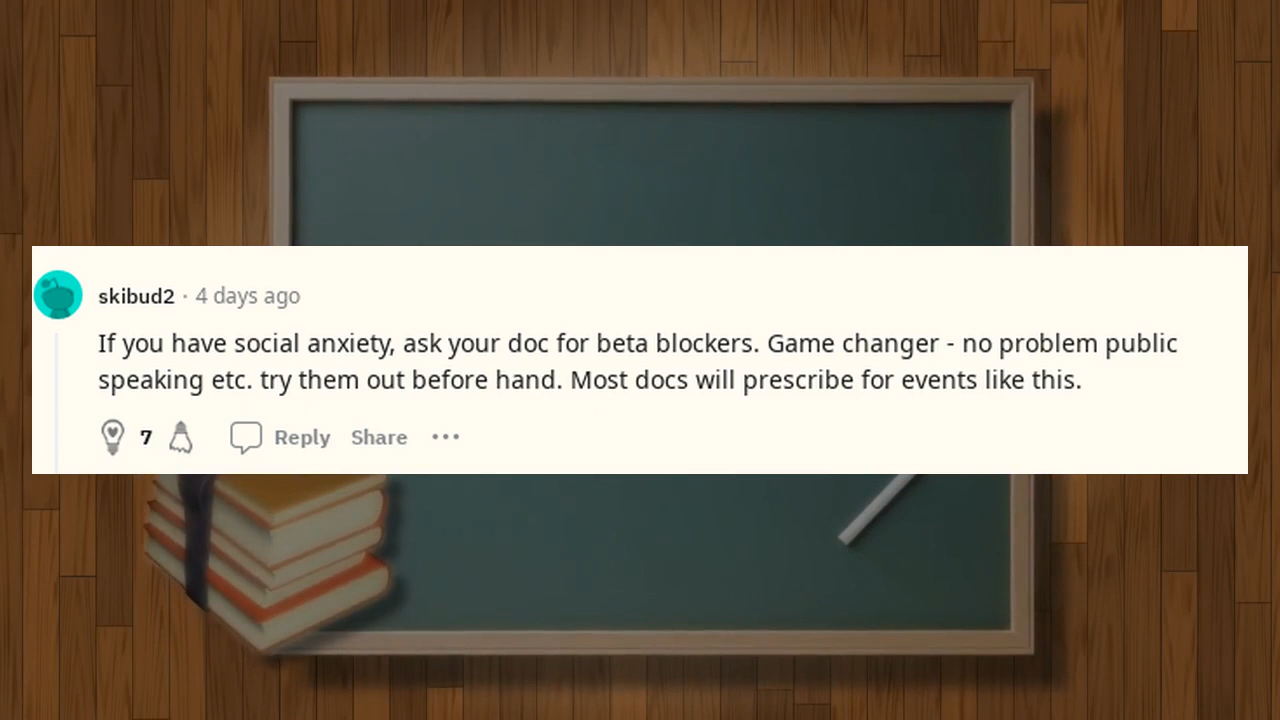 skibud2 · 4 days ago
If you have social anxiety, ask your doc for beta blockers. Game changer - no problem public
speaking etc. try them out before hand. Most docs will prescribe for events like this.
7 Reply Share ···